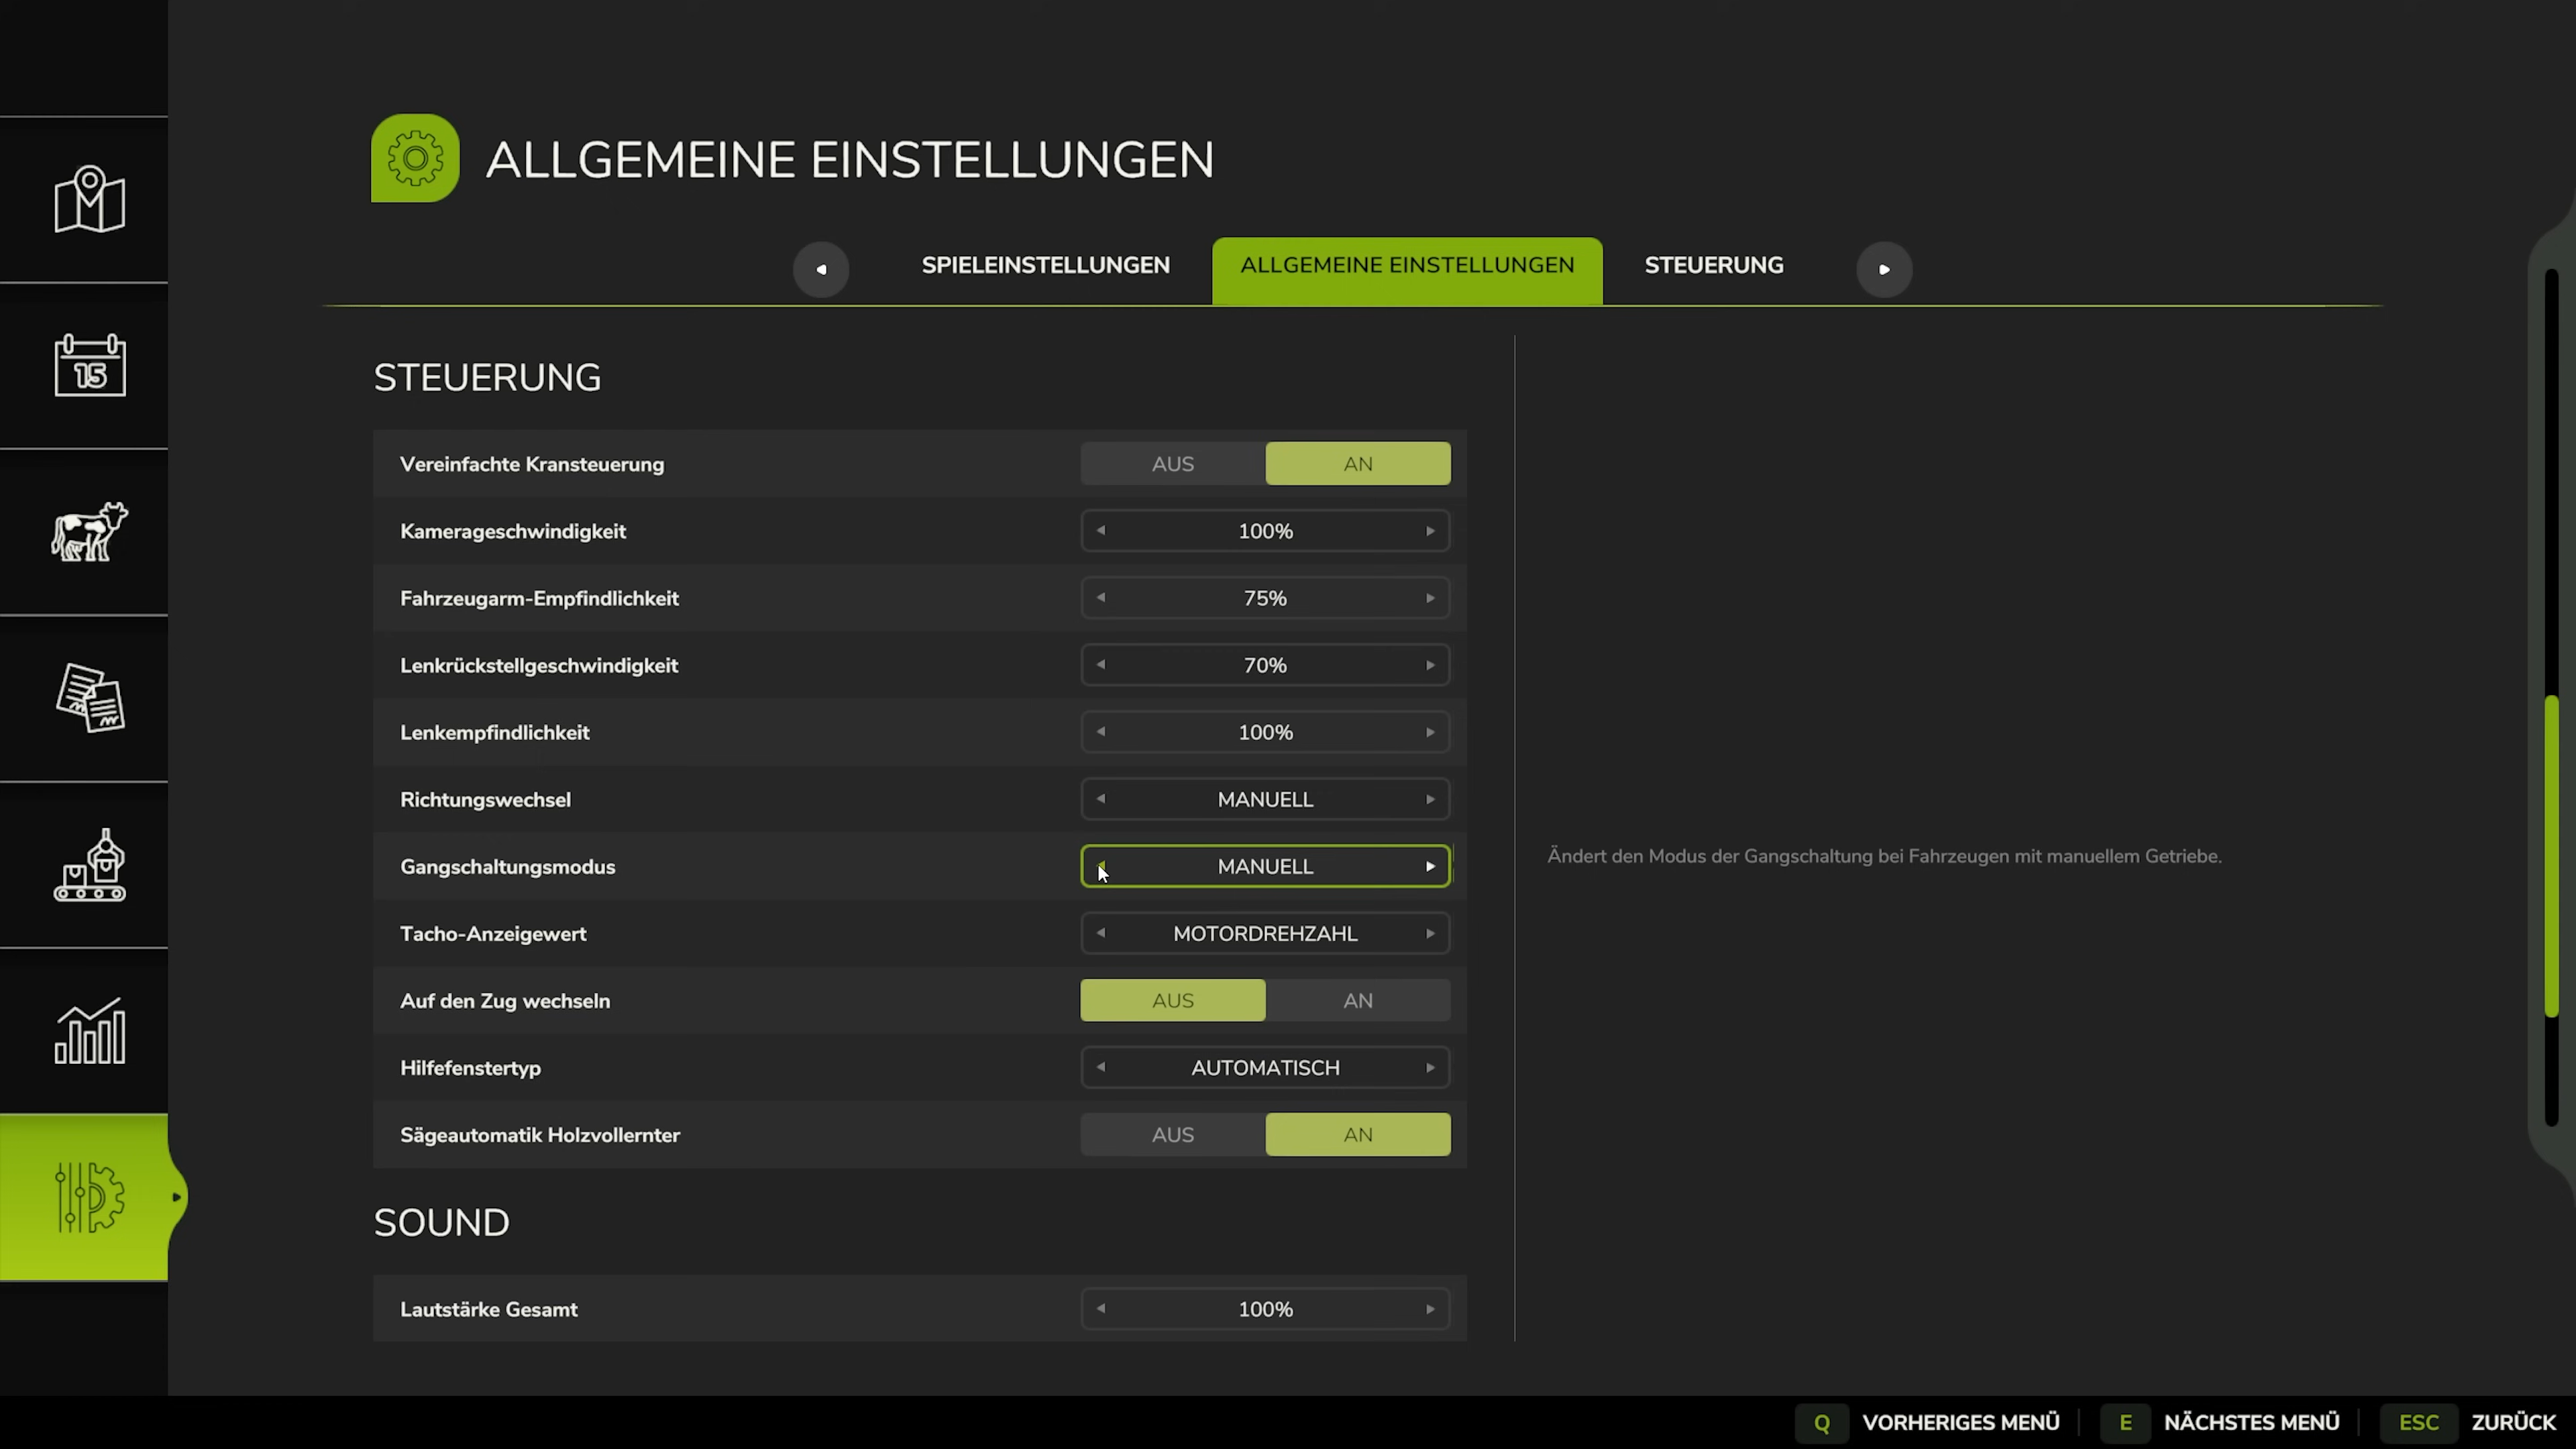 ALLGEMEINE EINSTELLUNGEN
SPIELEINSTELLUNGEN
ALLGEMEINE EINSTELLUNGEN
STEUERUNG
15
STEUERUNG
Vereinfachte Kransteuerung AUS AN
Kamerageschwindigkeit 100%
Fahrzeugarm-Empfindlichkeit 75%
Lenkrückstellgeschwindigkeit 70%
Lenkempfindlichkeit 100%
Richtungswechsel MANUELL
Gangschaltungsmodus MANUELL
Ändert den Modus der Gangschaltung bei Fahrzeugen mit manuellem Getriebe.
Tacho-Anzeigewert MOTORDREHZAHL
Auf den Zug wechseln AUS AN
Hilfefenstertyp AUTOMATISCH
Sägeautomatik Holzvollernter AUS AN
SOUND
Lautstärke Gesamt 100%
Q VORHERIGES MENÜ E NÄCHSTES MENÜ ESC ZURÜCK